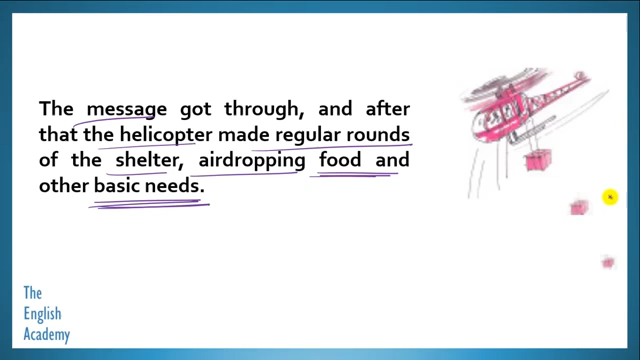 The message got through, and after
that the helicopter made regular rounds
of the shelter, airdropping food and
other basic needs.
The
English
Academy